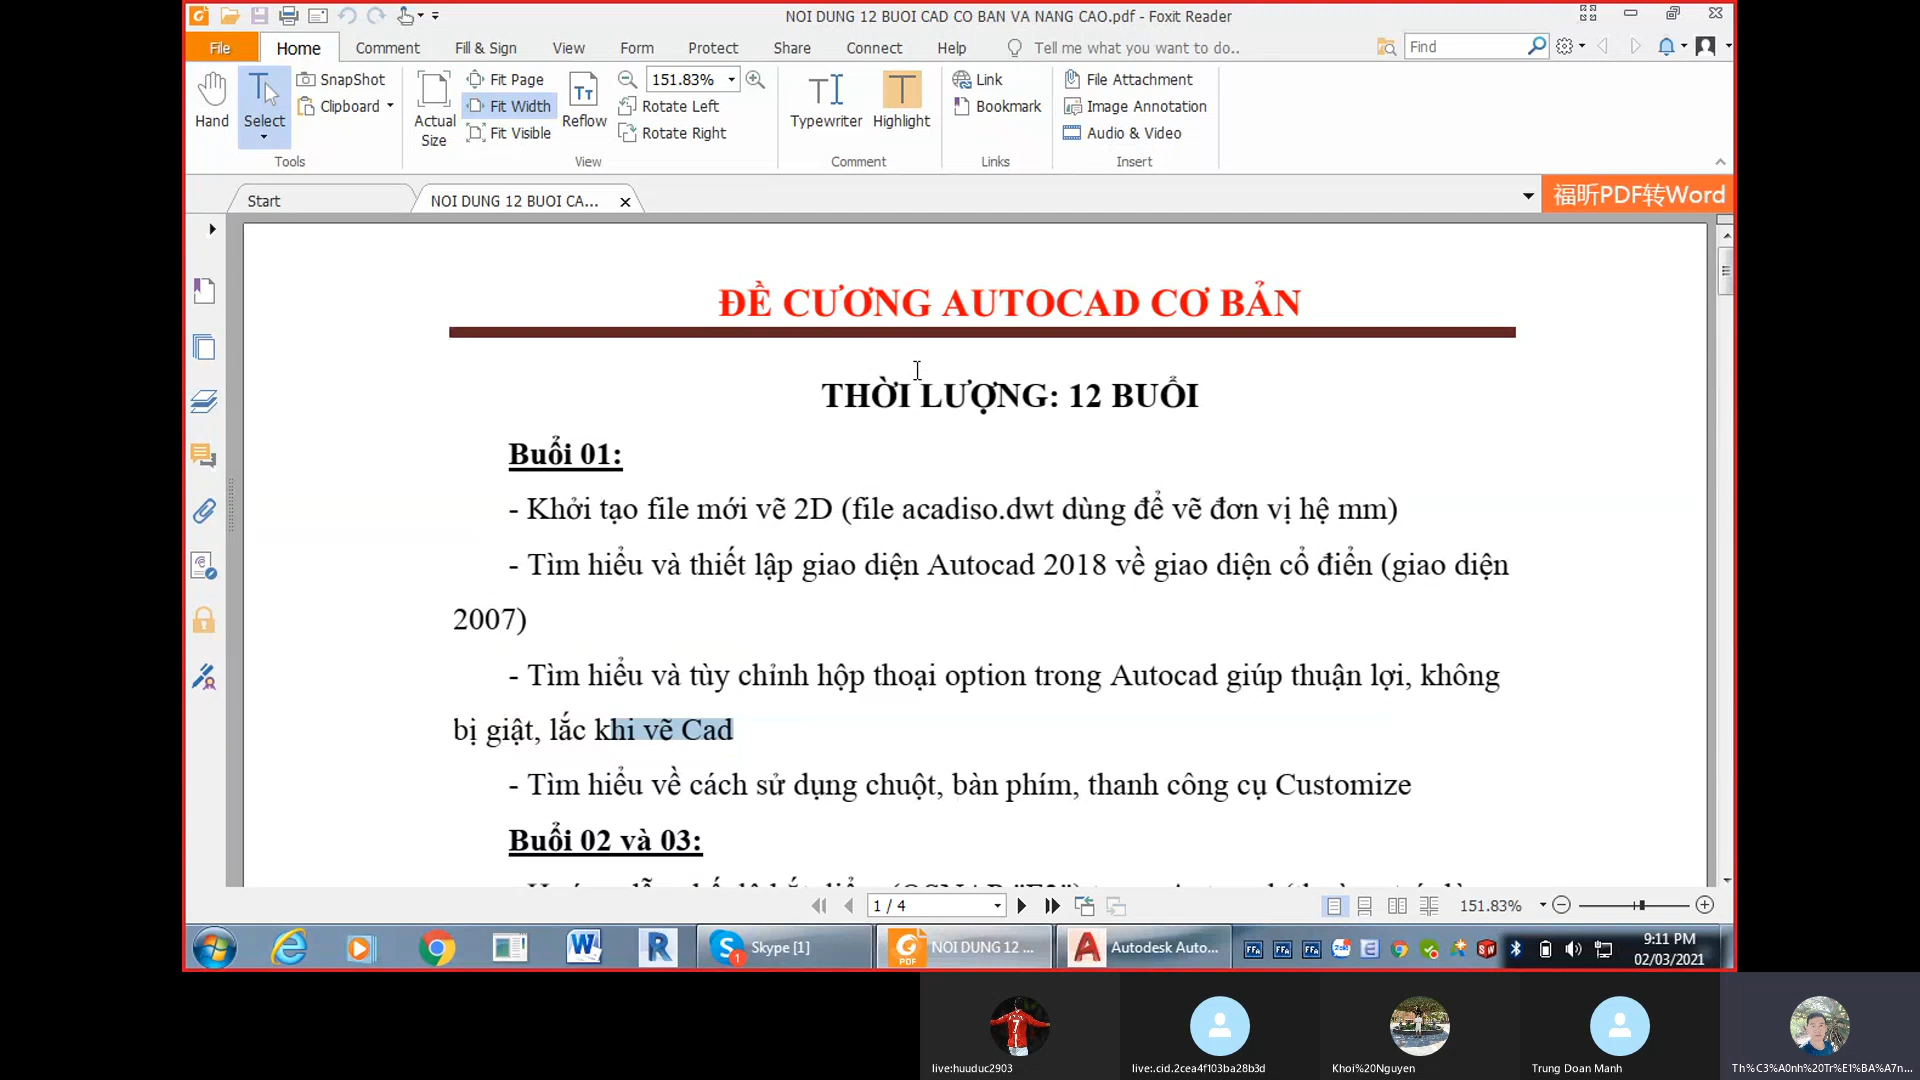 NOI DUNG 12 BUOI CAD CO BAN VA NANG CAO.pdf - Foxit Reader
File Home Comment Fill & Sign View Form Protect Share Connect Help Tell me what you want to do.. Find
Hand
Select
SnapShot
Clipboard
Tools
Actual Size
Fit Page
Fit Width
Fit Visible
Reflow
151.83%
Rotate Left
Rotate Right
View
Typewriter
Highlight
Comment
Link
Bookmark
Links
File Attachment
Image Annotation
Audio & Video
Insert
Start
NOI DUNG 12 BUOI CA...
福昕PDF转Word
ĐỀ CƯƠNG AUTOCAD CƠ BẢN
THỜI LƯỢNG: 12 BUỔI
Buổi 01:
- Khởi tạo file mới vẽ 2D (file acadiso.dwt dùng để vẽ đơn vị hệ mm)
- Tìm hiểu và thiết lập giao diện Autocad 2018 về giao diện cổ điển (giao diện
2007)
- Tìm hiểu và tùy chỉnh hộp thoại option trong Autocad giúp thuận lợi, không
bị giật, lắc khi vẽ Cad
- Tìm hiểu về cách sử dụng chuột, bàn phím, thanh công cụ Customize
Buổi 02 và 03:
1 / 4
151.83%
Skype [1]
NOI DUNG 12 ...
Autodesk Auto...
9:11 PM
02/03/2021
live:huuduc2903
live:.cid.2cea4f103ba28b3d
Khoi%20Nguyen
Trung Doan Manh
Th%C3%A0nh%20Tr%E1%BA%A7n...